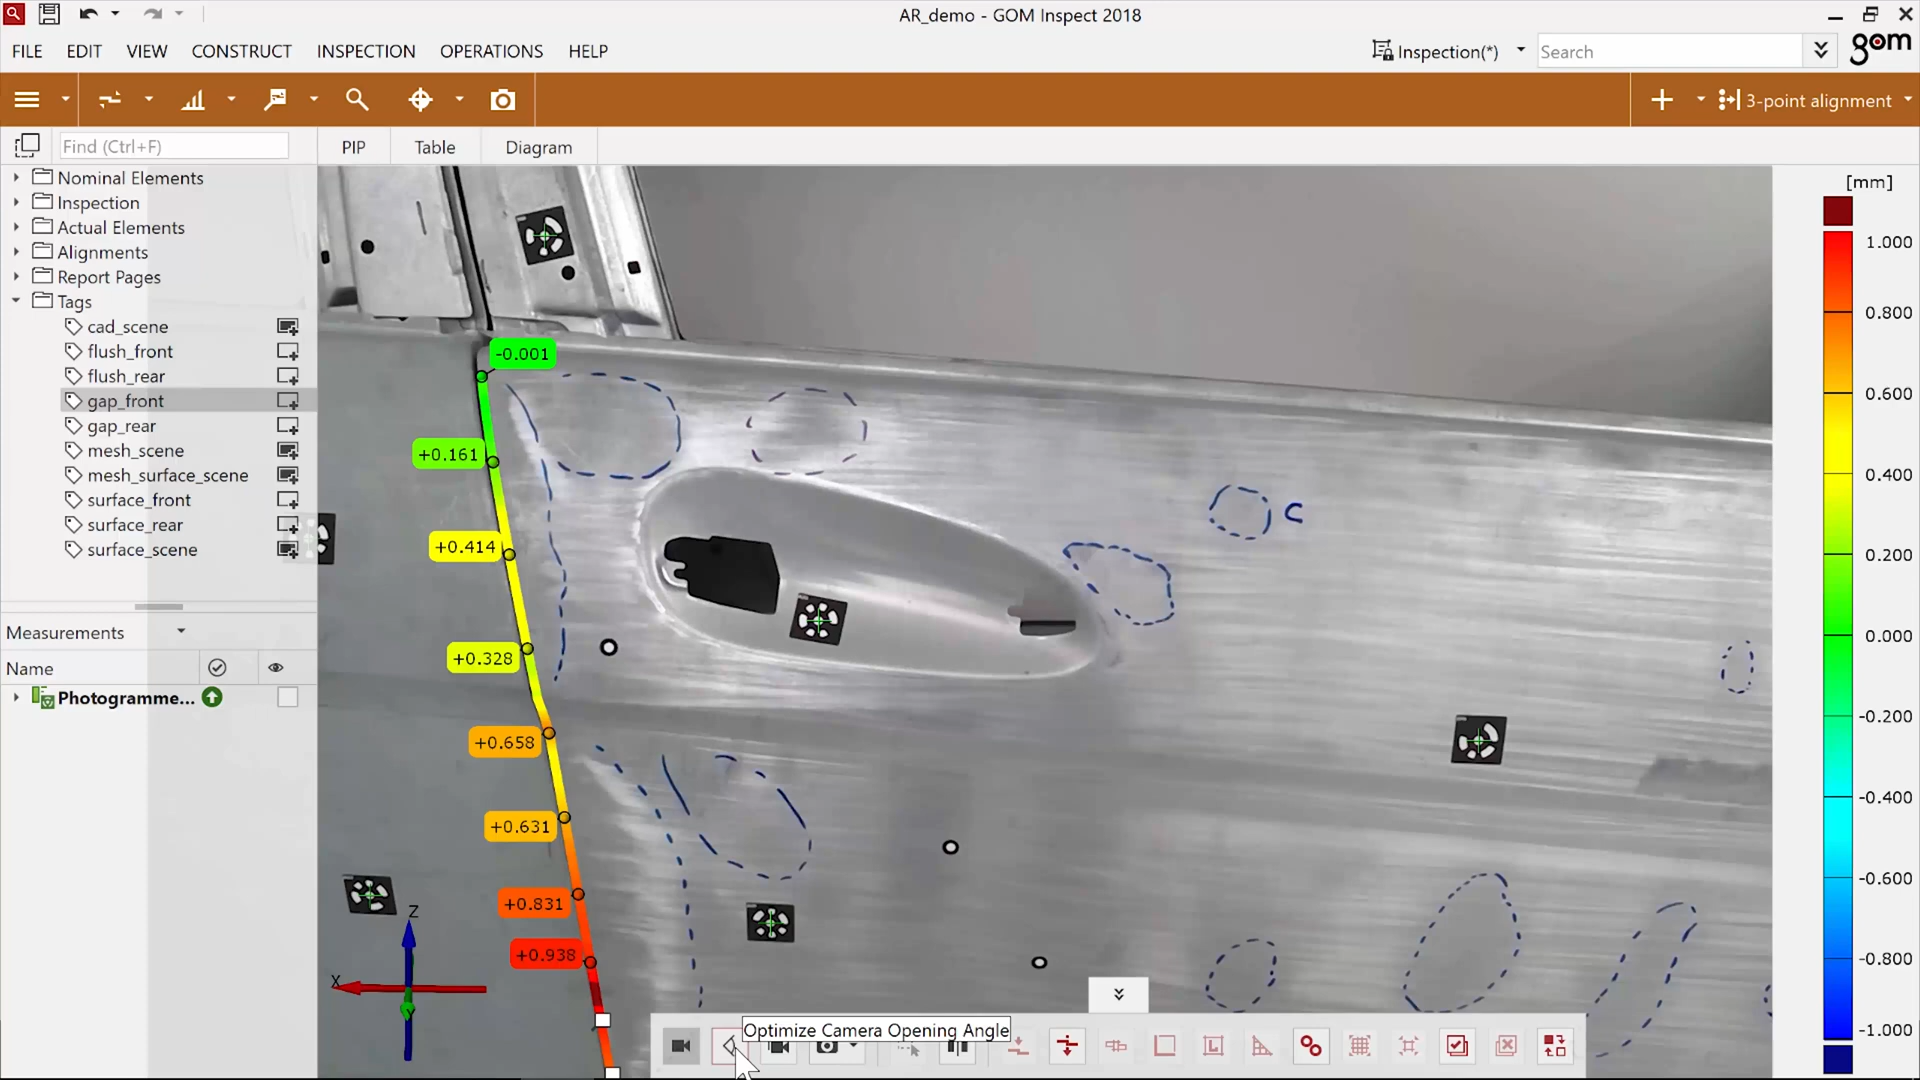 AR_demo - GOM Inspect 2018
FILE EDIT VIEW CONSTRUCT INSPECTION OPERATIONS HELP
Inspection(*)
Search
gom
3-point alignment
Find (Ctrl+F)
PIP Table Diagram
Nominal Elements
Inspection
Actual Elements
Alignments
Report Pages
Tags
cad_scene
flush_front
flush_rear
gap_front
gap_rear
mesh_scene
mesh_surface_scene
surface_front
surface_rear
surface_scene
Measurements
Name
Photogramme...
-0.001
+0.161
+0.414
+0.328
+0.658
+0.631
+0.831
+0.938
C
Z
X
Optimize Camera Opening Angle
[mm]
1.000
0.800
0.600
0.400
0.200
0.000
-0.200
-0.400
-0.600
-0.800
-1.000